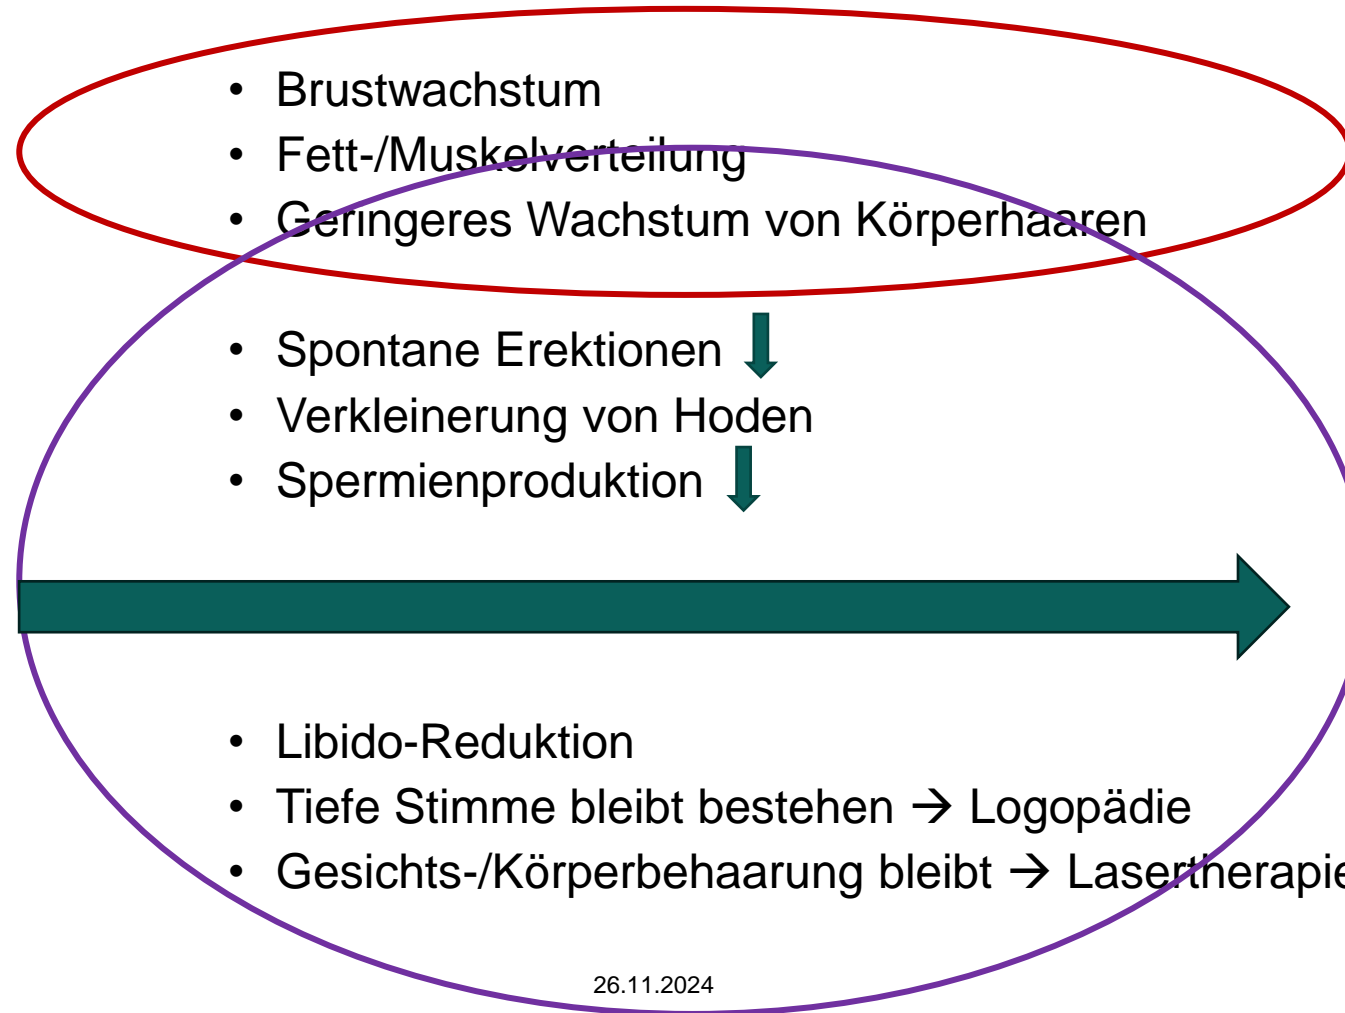 • Brustwachstum
• Fett-/Muskelverteilung
• Geringeres Wachstum von Körperhaaren
• Spontane Erektionen
• Verkleinerung von Hoden
• Spermienproduktion
• Libido-Reduktion
• Tiefe Stimme bleibt bestehen → Logopädie
• Gesichts-/Körperbehaarung bleibt → Lasertherapie
26.11.2024